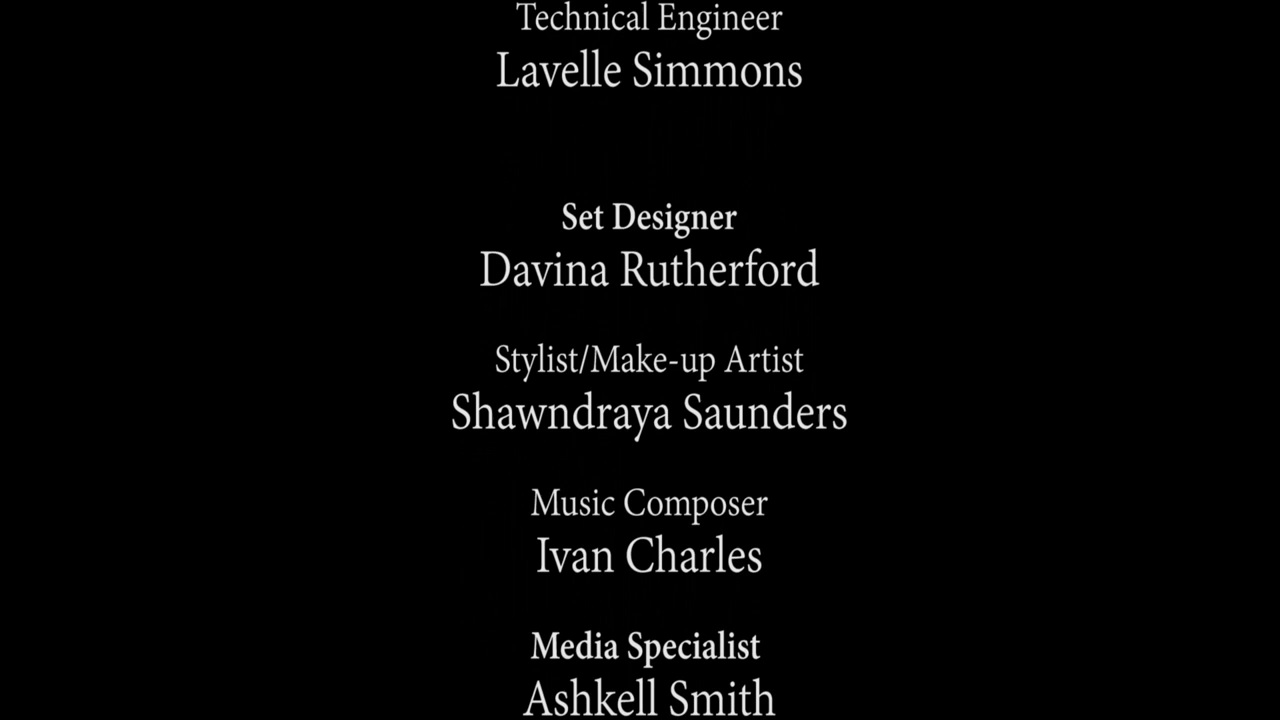 Technical Engineer
Lavelle Simmons
Set Designer
Davina Rutherford
Stylist/Make-up Artist
Shawndraya Saunders
Music Composer
Ivan Charles
Media Specialist
Ashkell Smith